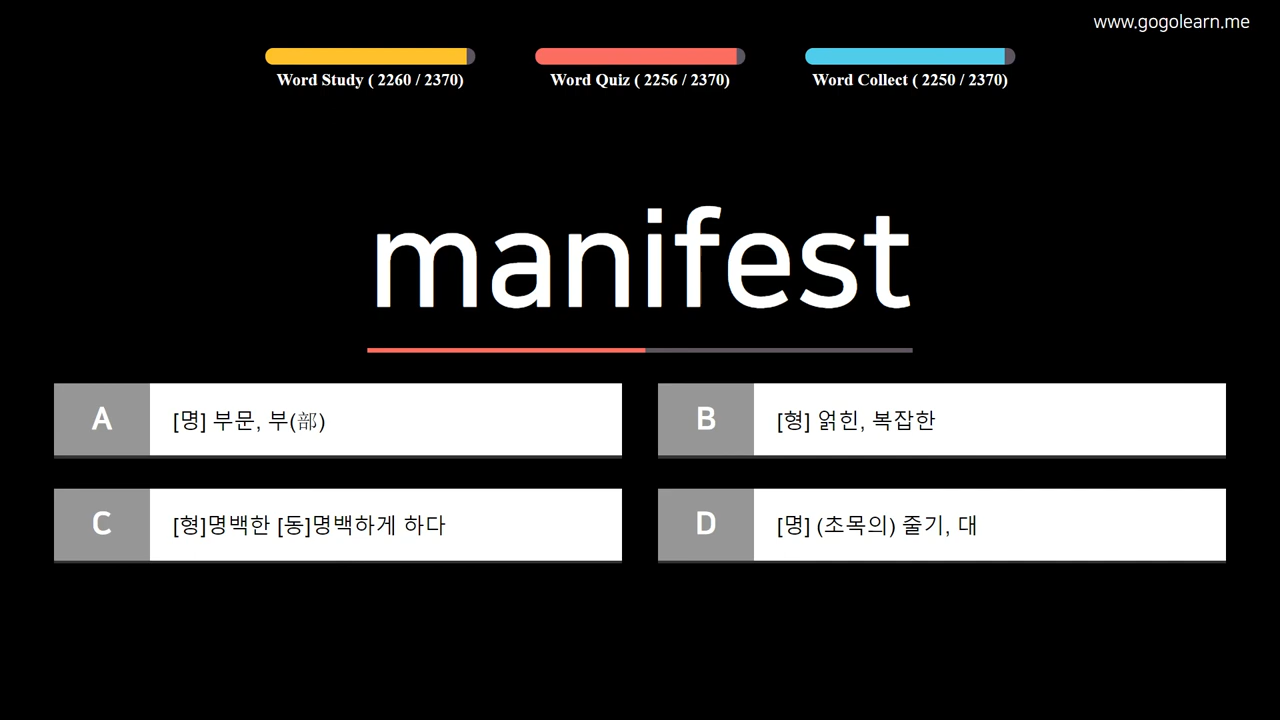 www.gogolearn.me
Word Study ( 2260 / 2370)
Word Quiz ( 2256 / 2370)
Word Collect ( 2250 / 2370)
manifest
A [명] 부문, 부(部)
B [형] 얽힌, 복잡한
C [형]명백한 [동]명백하게 하다
D [명] (초목의) 줄기, 대